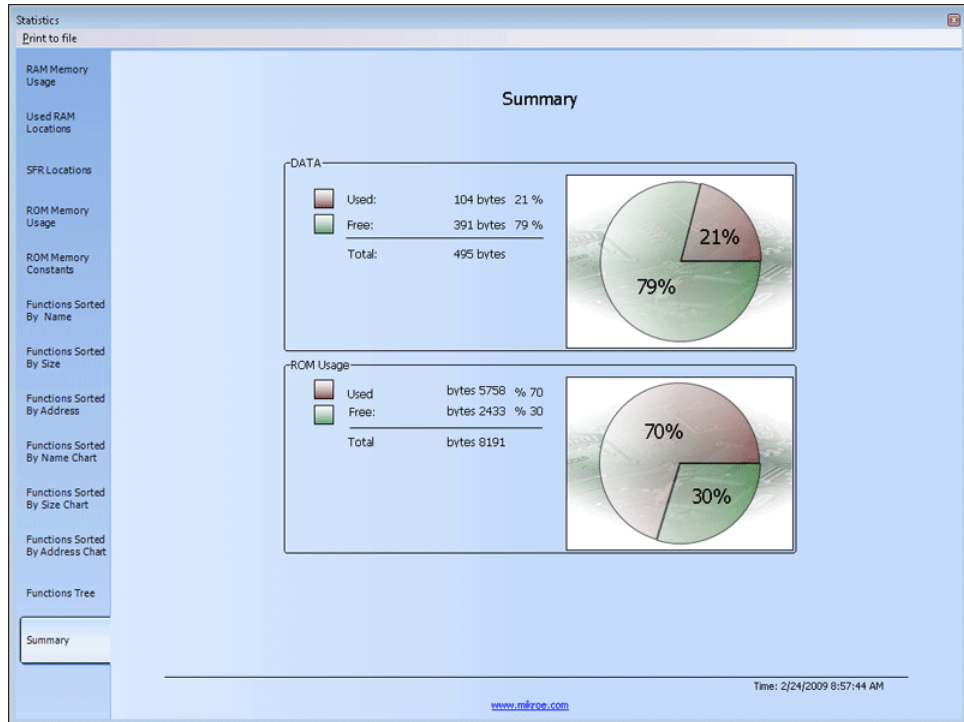 Statistics
Print to file
RAM Memory
Usage
Used RAM
Locations
SFR Locations
ROM Memory
Usage
ROM Memory
Constants
Functions Sorted
By Name
Functions Sorted
By Size
Functions Sorted
By Address
Functions Sorted
By Name Chart
Functions Sorted
By Size Chart
Functions Sorted
By Address Chart
Functions Tree
Summary
Summary
DATA
Used: 104 bytes 21 %
Free: 391 bytes 79 %
Total: 495 bytes
21%
79%
ROM Usage
Used bytes 5758 % 70
Free: bytes 2433 % 30
Total bytes 8191
70%
30%
Time: 2/24/2009 8:57:44 AM
www.mikroe.com